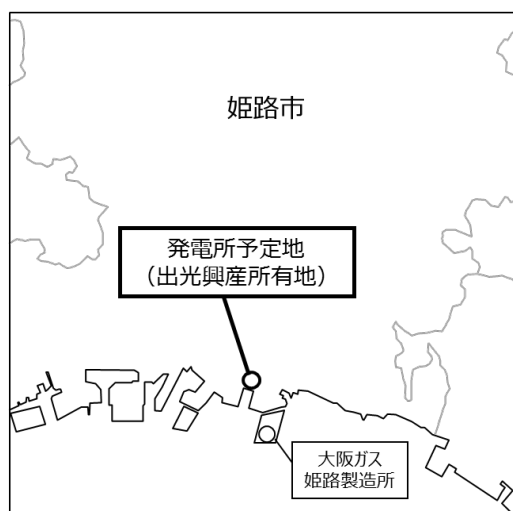 姫路市
発電所予定地
（出光興産所有地）
大阪ガス
姫路製造所